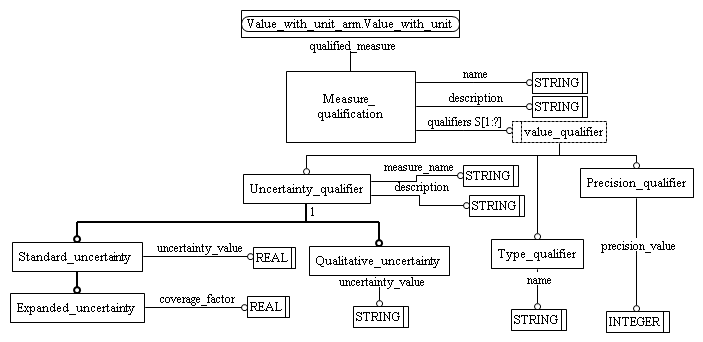 Value_with_unit_arm.Value_with_unit
qualified_measure
Measure_
qualification
name
STRING
description
STRING
qualifiers S[1:?]
value_qualifier
Uncertainty_qualifier
measure_name
STRING
description
STRING
Precision_qualifier
1
Standard_uncertainty
uncertainty_value
REAL
Qualitative_uncertainty
uncertainty_value
STRING
Type_qualifier
name
STRING
precision_value
INTEGER
Expanded_uncertainty
coverage_factor
REAL